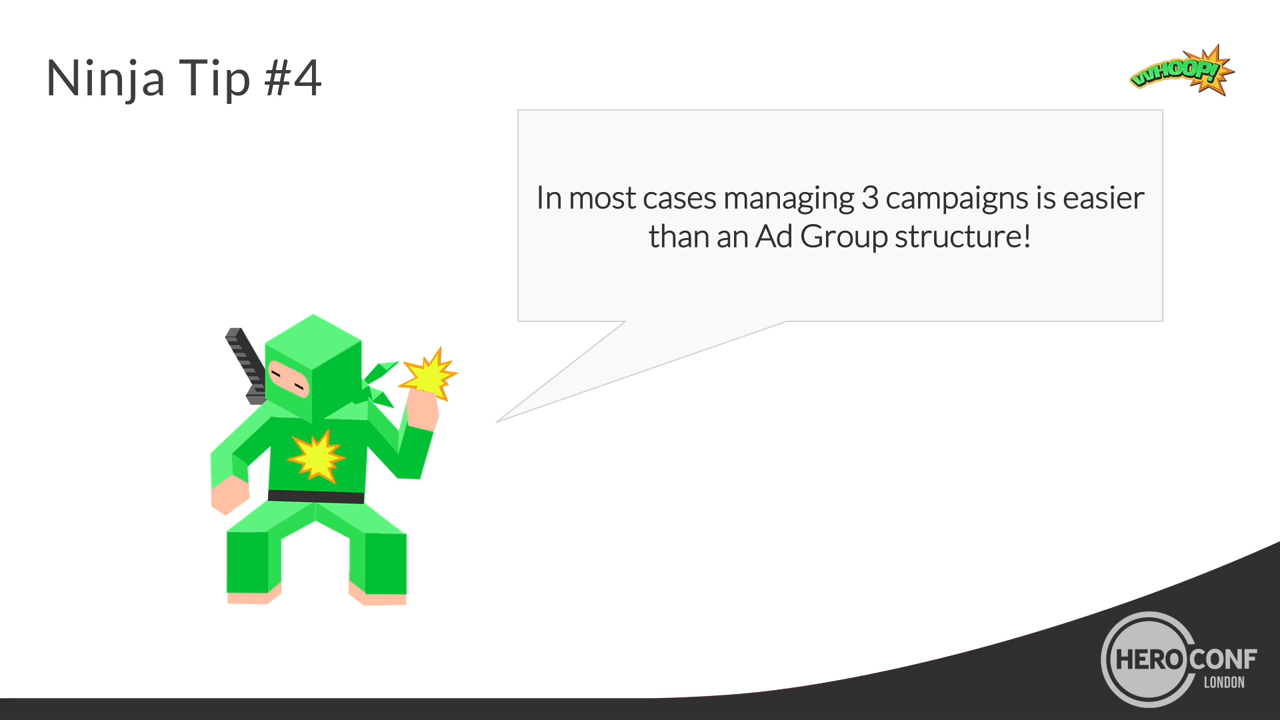 Ninja Tip #4
WHOOP!
In most cases managing 3 campaigns is easier
than an Ad Group structure!
HERO CONF
LONDON